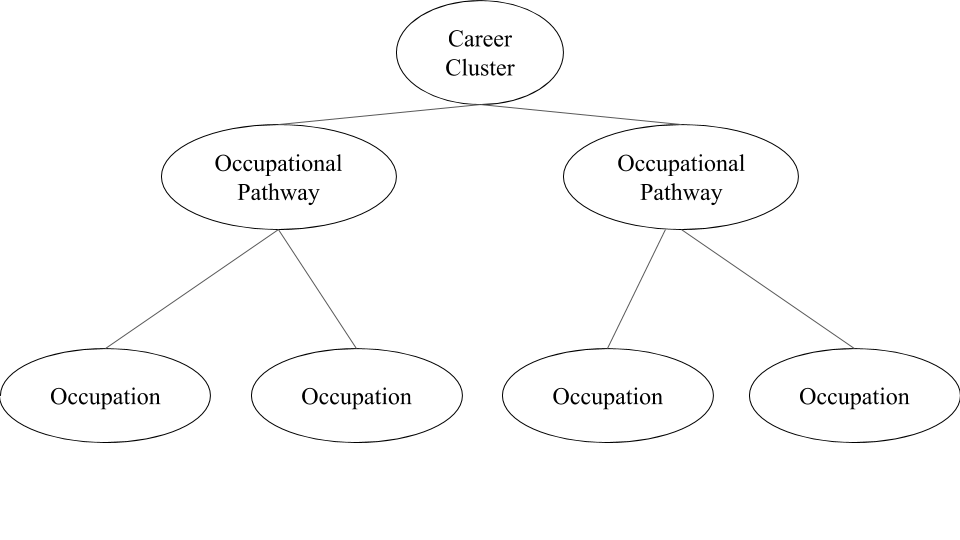 Career
Cluster
Occupational
Pathway
Occupational
Pathway
Occupation
Occupation
Occupation
Occupation